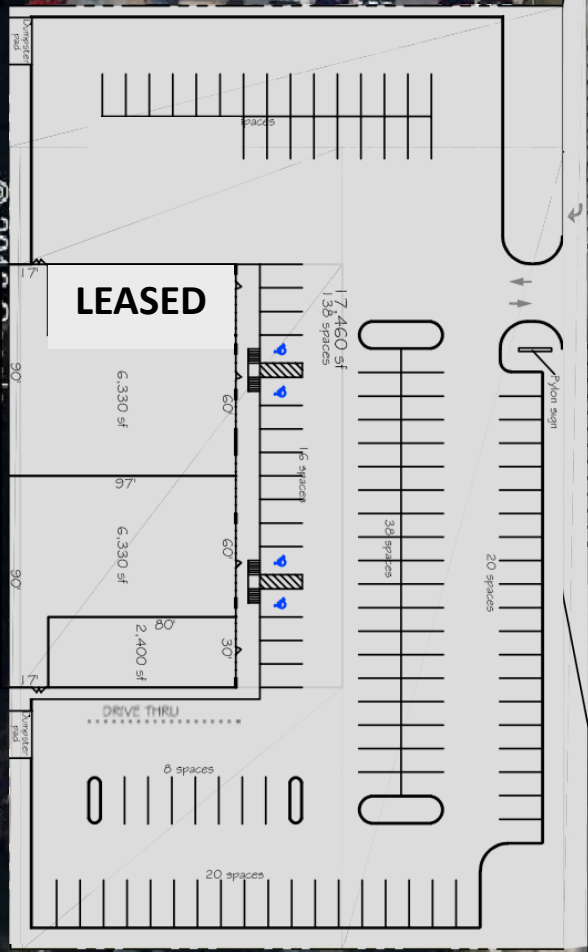 Dumpster
pad
spaces
17'
LEASED
17,460 sf
138 spaces
90'
6,330 sf
60'
Pylon sign
16 spaces
97'
38 spaces
90'
6,330 sf
60'
20 spaces
80'
2,400 sf
30'
17'
DRIVE THRU
Dumpster
pad
8 spaces
20 spaces